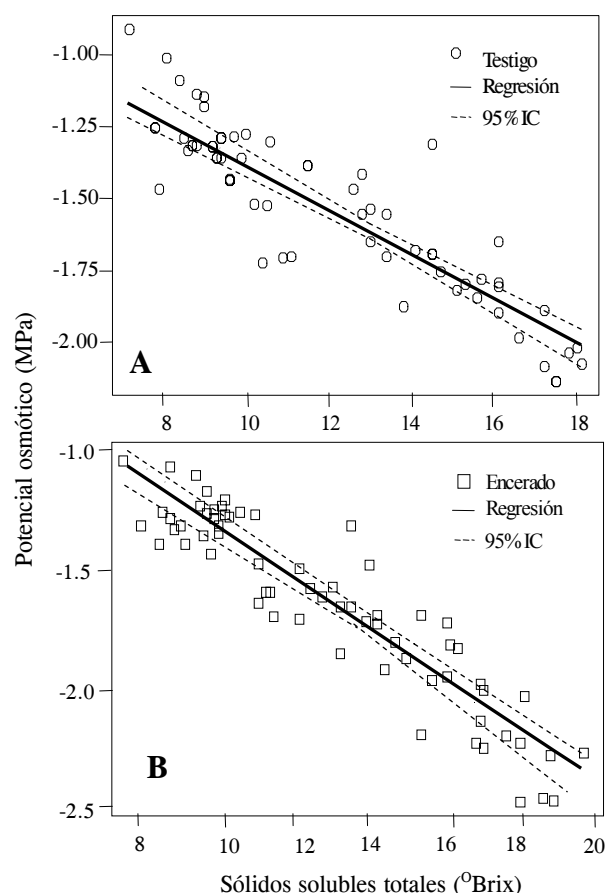 Testigo
Regresión
95% IC
-1.00
-1.25
-1.50
-1.75
-2.00
A
8 10 12 14 16 18
Potencial osmótico (MPa)
Encerado
Regresión
95% IC
-1.0
-1.5
-2.0
-2.5
B
8 10 12 14 16 18 20
Sólidos solubles totales (ᴼBrix)